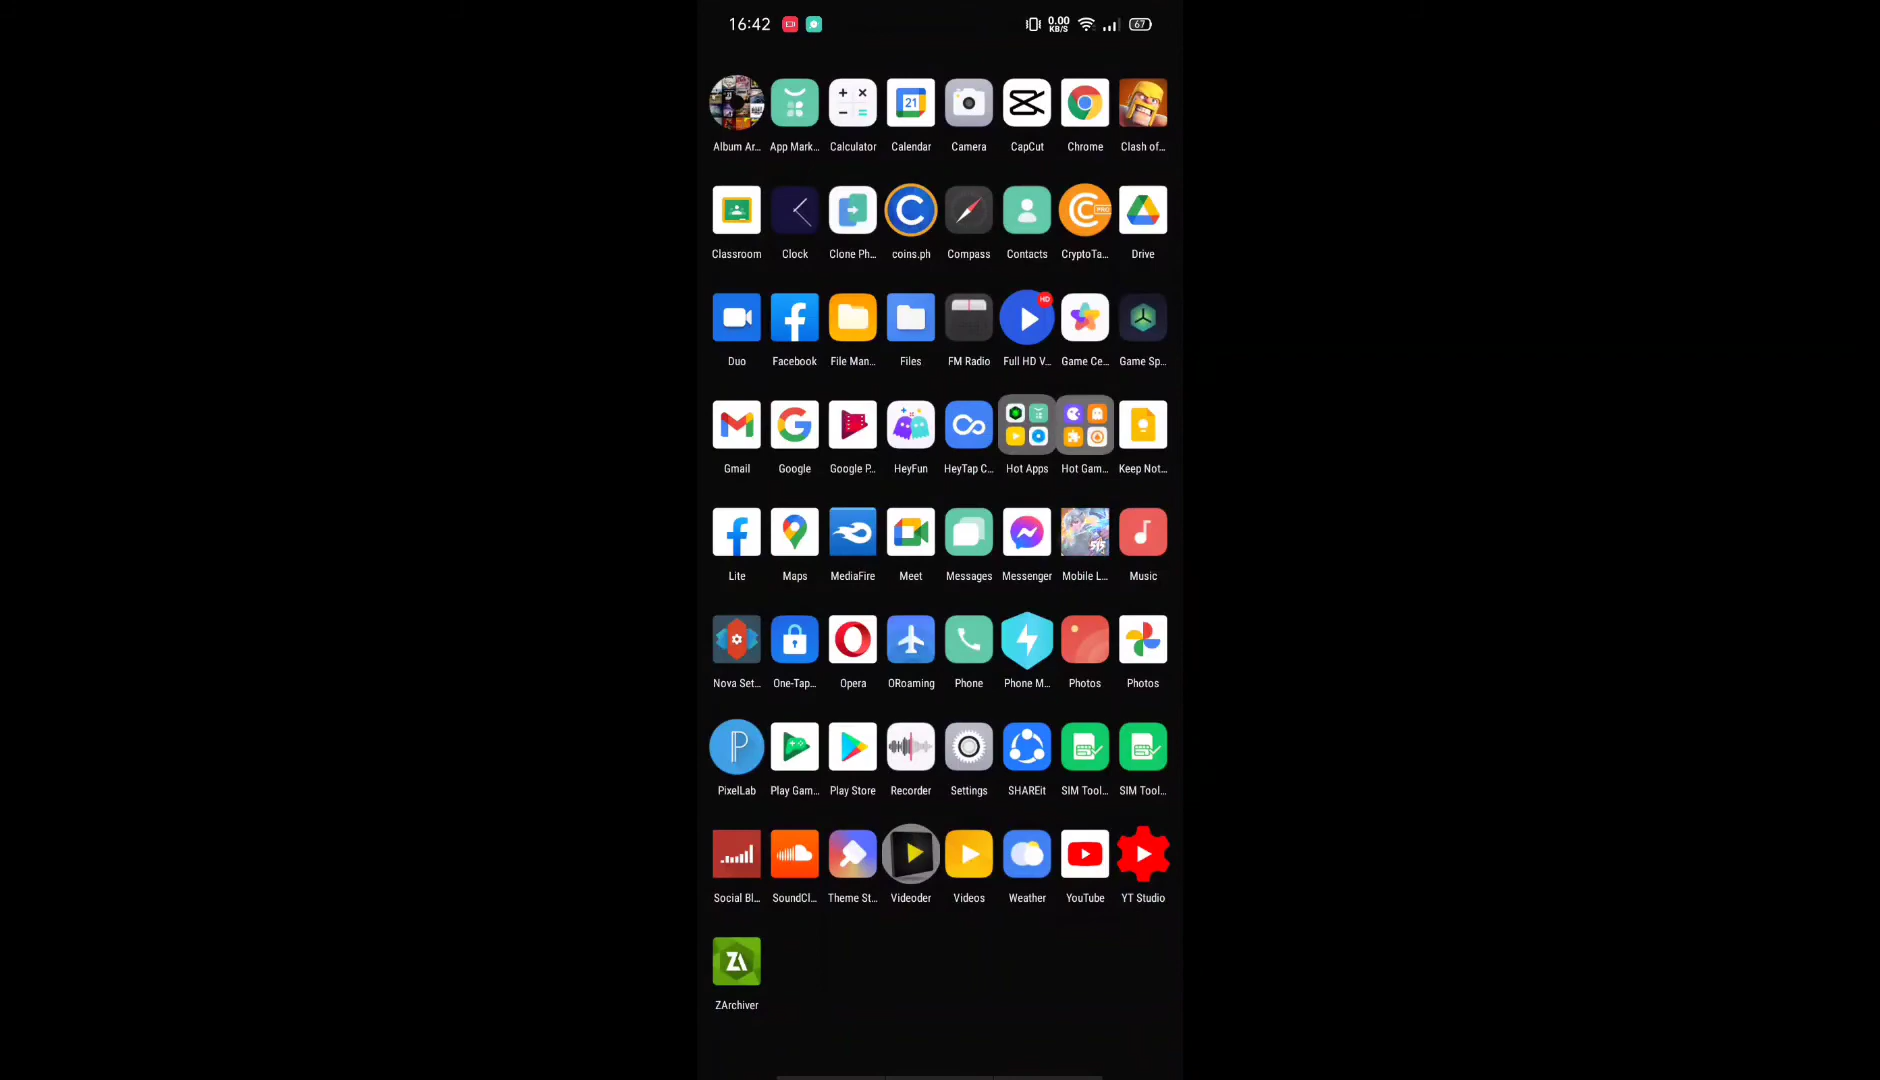 16:42 0.00 KB/S 67
Album Ar... App Mark... Calculator Calendar Camera CapCut Chrome Clash of...
Classroom Clock Clone Ph... coins.ph Compass Contacts CryptoTa... Drive
Duo Facebook File Man... Files FM Radio Full HD V... Game Ce... Game Sp...
Gmail Google Google P... HeyFun HeyTap C... Hot Apps Hot Gam... Keep Not...
Lite Maps MediaFire Meet Messages Messenger Mobile L... Music
Nova Set... One-Tap... Opera ORoaming Phone Phone M... Photos Photos
PixelLab Play Gam... Play Store Recorder Settings SHAREit SIM Tool... SIM Tool...
Social Bl... SoundCl... Theme St... Videoder Videos Weather YouTube YT Studio
ZArchiver